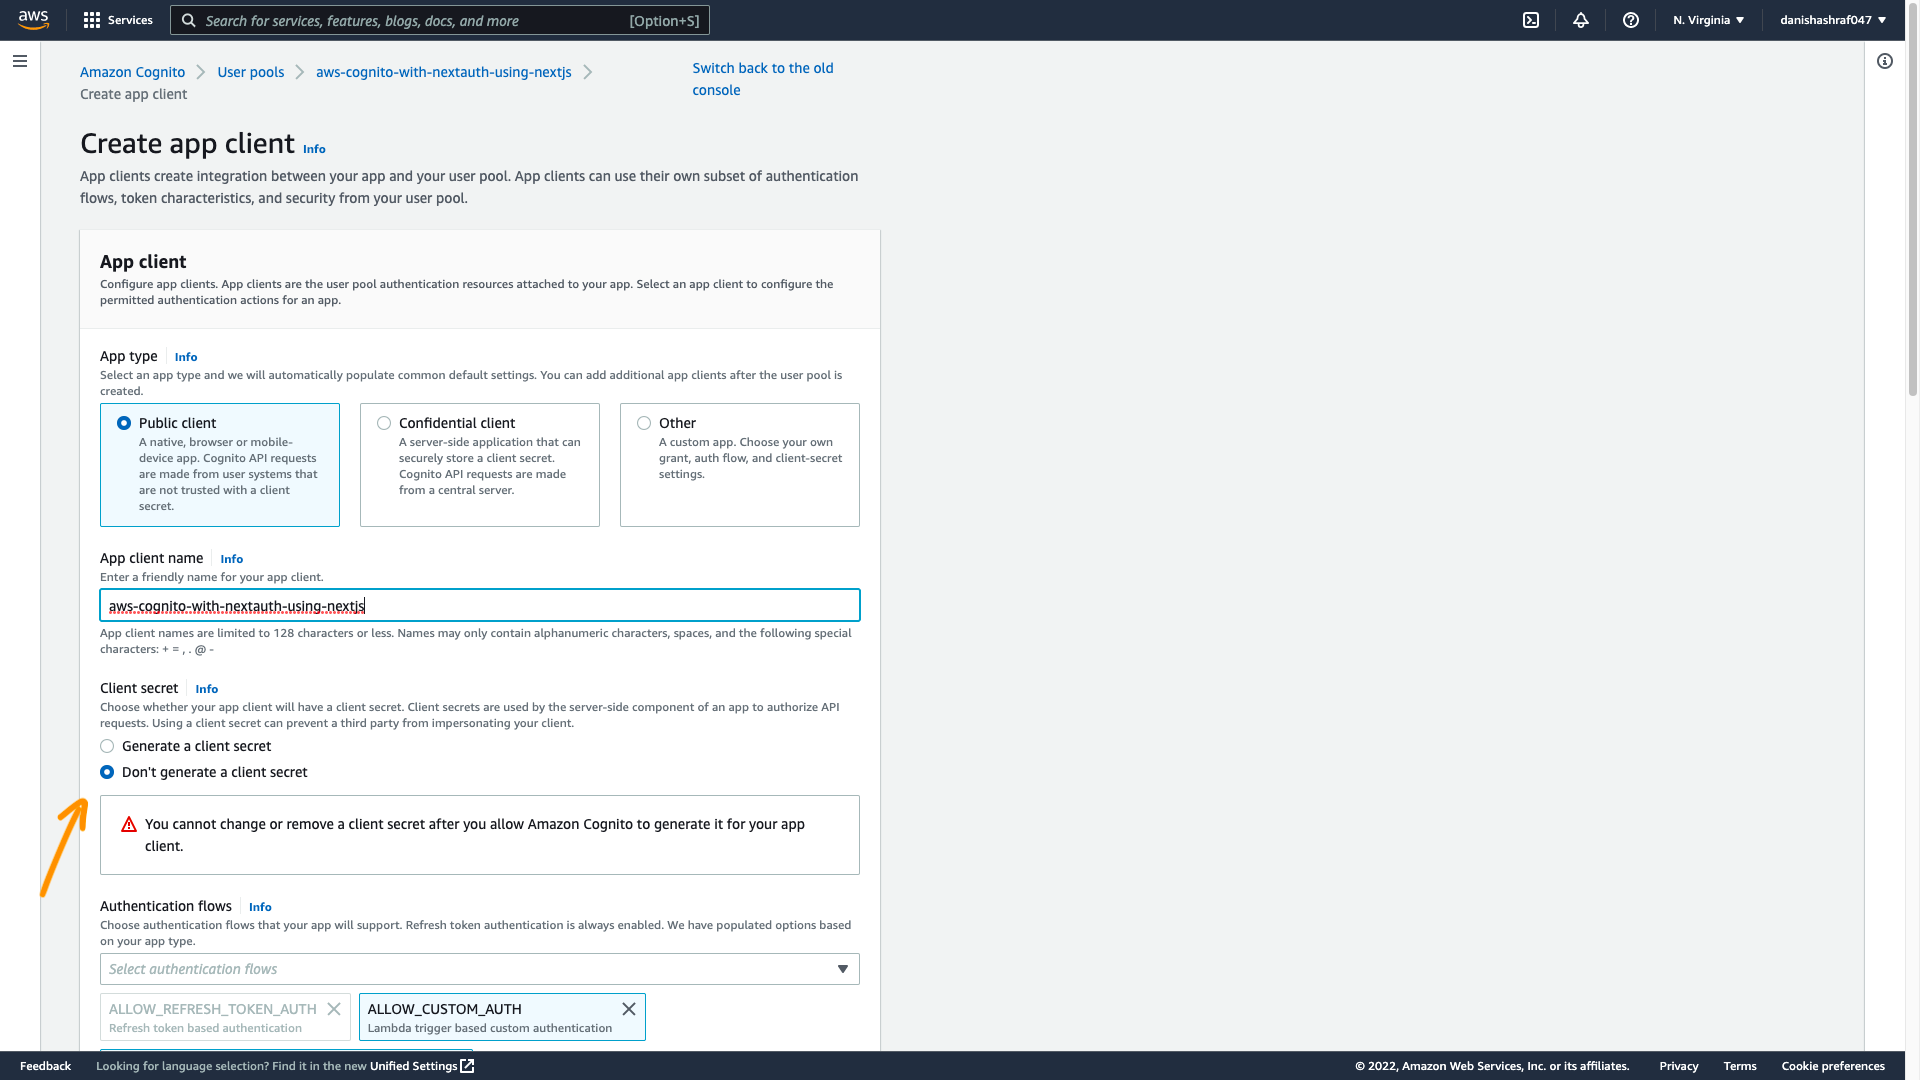 aws
Services
Search for services, features, blogs, docs, and more
[Option+S]
N. Virginia
danishashraf047
Amazon Cognito
User pools
aws-cognito-with-nextauth-using-nextjs
Create app client
Switch back to the old
console
Create app client Info
App clients create integration between your app and your user pool. App clients can use their own subset of authentication
flows, token characteristics, and security from your user pool.
App client
Configure app clients. App clients are the user pool authentication resources attached to your app. Select an app client to configure the
permitted authentication actions for an app.
App type Info
Select an app type and we will automatically populate common default settings. You can add additional app clients after the user pool is
created.
Public client
A native, browser or mobile-
device app. Cognito API requests
are made from user systems that
are not trusted with a client
secret.
Confidential client
A server-side application that can
securely store a client secret.
Cognito API requests are made
from a central server.
Other
A custom app. Choose your own
grant, auth flow, and client-secret
settings.
App client name Info
Enter a friendly name for your app client.
aws-cognito-with-nextauth-using-nextjs
App client names are limited to 128 characters or less. Names may only contain alphanumeric characters, spaces, and the following special
characters: + = , . @ -
Client secret Info
Choose whether your app client will have a client secret. Client secrets are used by the server-side component of an app to authorize API
requests. Using a client secret can prevent a third party from impersonating your client.
Generate a client secret
Don't generate a client secret
You cannot change or remove a client secret after you allow Amazon Cognito to generate it for your app
client.
Authentication flows Info
Choose authentication flows that your app will support. Refresh token authentication is always enabled. We have populated options based
on your app type.
Select authentication flows
ALLOW_REFRESH_TOKEN_AUTH
Refresh token based authentication
ALLOW_CUSTOM_AUTH
Lambda trigger based custom authentication
Feedback
Looking for language selection? Find it in the new Unified Settings
© 2022, Amazon Web Services, Inc. or its affiliates.
Privacy
Terms
Cookie preferences